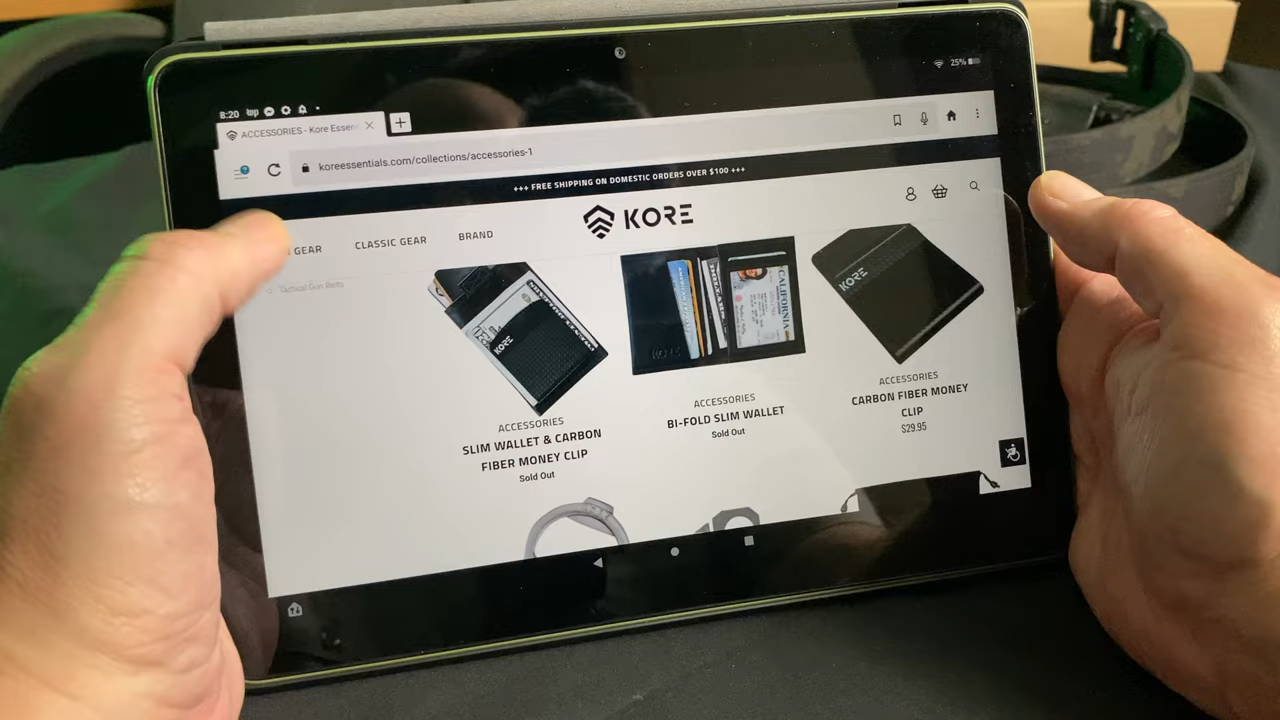 8:20
25%
ACCESSORIES - Kore Essen
koreessentials.com/collections/accessories-1
+++ FREE SHIPPING ON DOMESTIC ORDERS OVER $100 +++
GEAR
CLASSIC GEAR
BRAND
KORE
Tactical Gun Belts
KORE
CALIFORNIA
KORE
ACCESSORIES
SLIM WALLET & CARBON
FIBER MONEY CLIP
Sold Out
ACCESSORIES
BI-FOLD SLIM WALLET
Sold Out
ACCESSORIES
CARBON FIBER MONEY
CLIP
$29.95